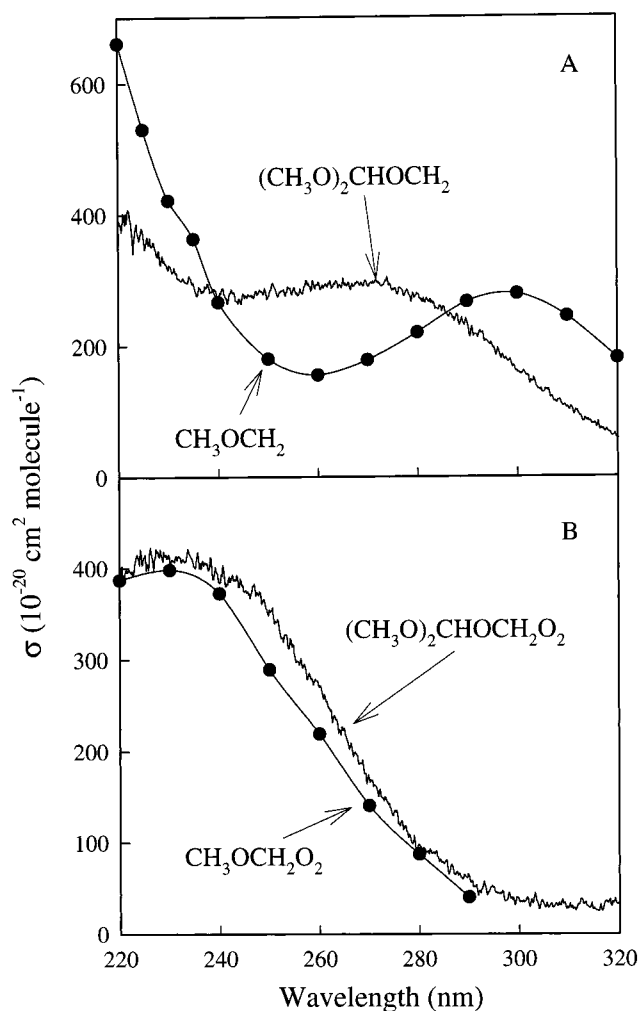 A
600
400
200
0
(CH₃O)₂CHOCH₂
CH₃OCH₂
B
400
300
200
100
0
(CH₃O)₂CHOCH₂O₂
CH₃OCH₂O₂
σ (10⁻²⁰ cm² molecule⁻¹)
220 240 260 280 300 320
Wavelength (nm)